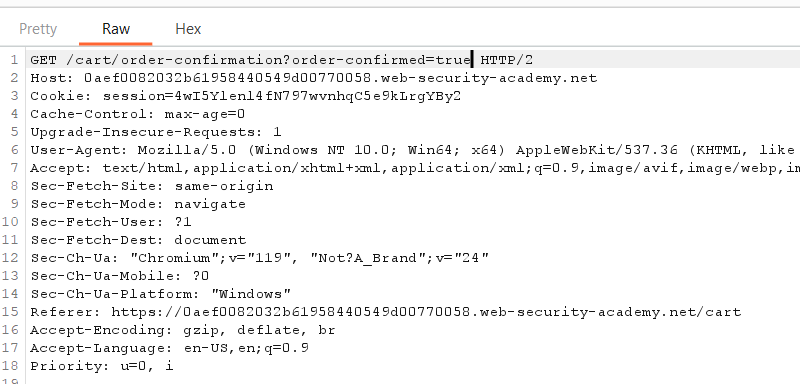 Pretty Raw Hex
1 GET /cart/order-confirmation?order-confirmed=true HTTP/2
2 Host: 0aef0082032b61958440549d00770058.web-security-academy.net
3 Cookie: session=4wI5Ylenl4fN797wvnhqC5e9kLrgYBy2
4 Cache-Control: max-age=0
5 Upgrade-Insecure-Requests: 1
6 User-Agent: Mozilla/5.0 (Windows NT 10.0; Win64; x64) AppleWebKit/537.36 (KHTML, like
7 Accept: text/html,application/xhtml+xml,application/xml;q=0.9,image/avif,image/webp,im
8 Sec-Fetch-Site: same-origin
9 Sec-Fetch-Mode: navigate
10 Sec-Fetch-User: ?1
11 Sec-Fetch-Dest: document
12 Sec-Ch-Ua: "Chromium";v="119", "Not?A_Brand";v="24"
13 Sec-Ch-Ua-Mobile: ?0
14 Sec-Ch-Ua-Platform: "Windows"
15 Referer: https://0aef0082032b61958440549d00770058.web-security-academy.net/cart
16 Accept-Encoding: gzip, deflate, br
17 Accept-Language: en-US,en;q=0.9
18 Priority: u=0, i
19